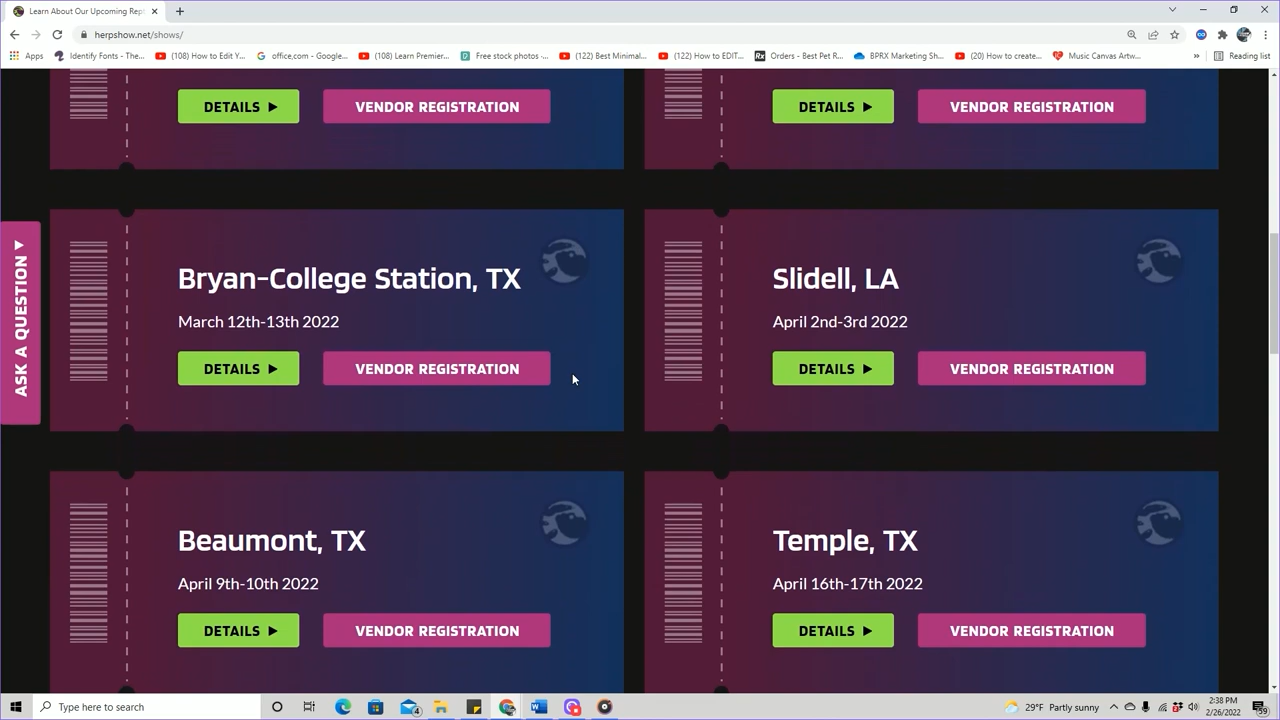 Learn About Our Upcoming Rept
herpshow.net/shows/
Apps Identify Fonts - The... (108) How to Edit Y... office.com - Google... (108) Learn Premier... Free stock photos -... (122) Best Minimal... (122) How to EDIT... Rx Orders - Best Pet R... BPRX Marketing Sh... (20) How to create... Music Canvas Artw... » Reading list
DETAILS VENDOR REGISTRATION
DETAILS VENDOR REGISTRATION
ASK A QUESTION
Bryan-College Station, TX
March 12th-13th 2022
DETAILS VENDOR REGISTRATION
Slidell, LA
April 2nd-3rd 2022
DETAILS VENDOR REGISTRATION
Beaumont, TX
April 9th-10th 2022
DETAILS VENDOR REGISTRATION
Temple, TX
April 16th-17th 2022
DETAILS VENDOR REGISTRATION
Type here to search
4
29°F Partly sunny
2:38 PM
2/26/2022
59